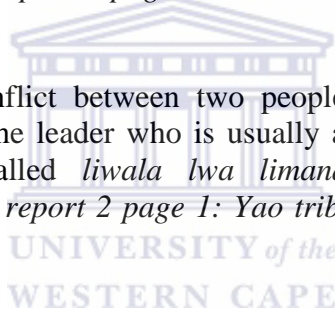 nflict between two people
ne leader who is usually a
alled liwala lwa limana
report 2 page 1: Yao trib
UNIVERSITY of the
WESTERN CAPE